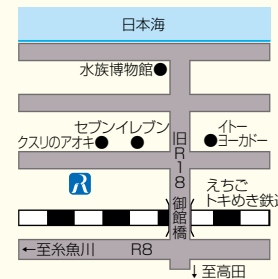 日本海
水族博物館●
セブンイレブン
クスリのアオキ●
イトー
●ヨーカドー
旧R18
御館橋
えちご
トキめき鉄道
←至糸魚川 R8
↓至高田